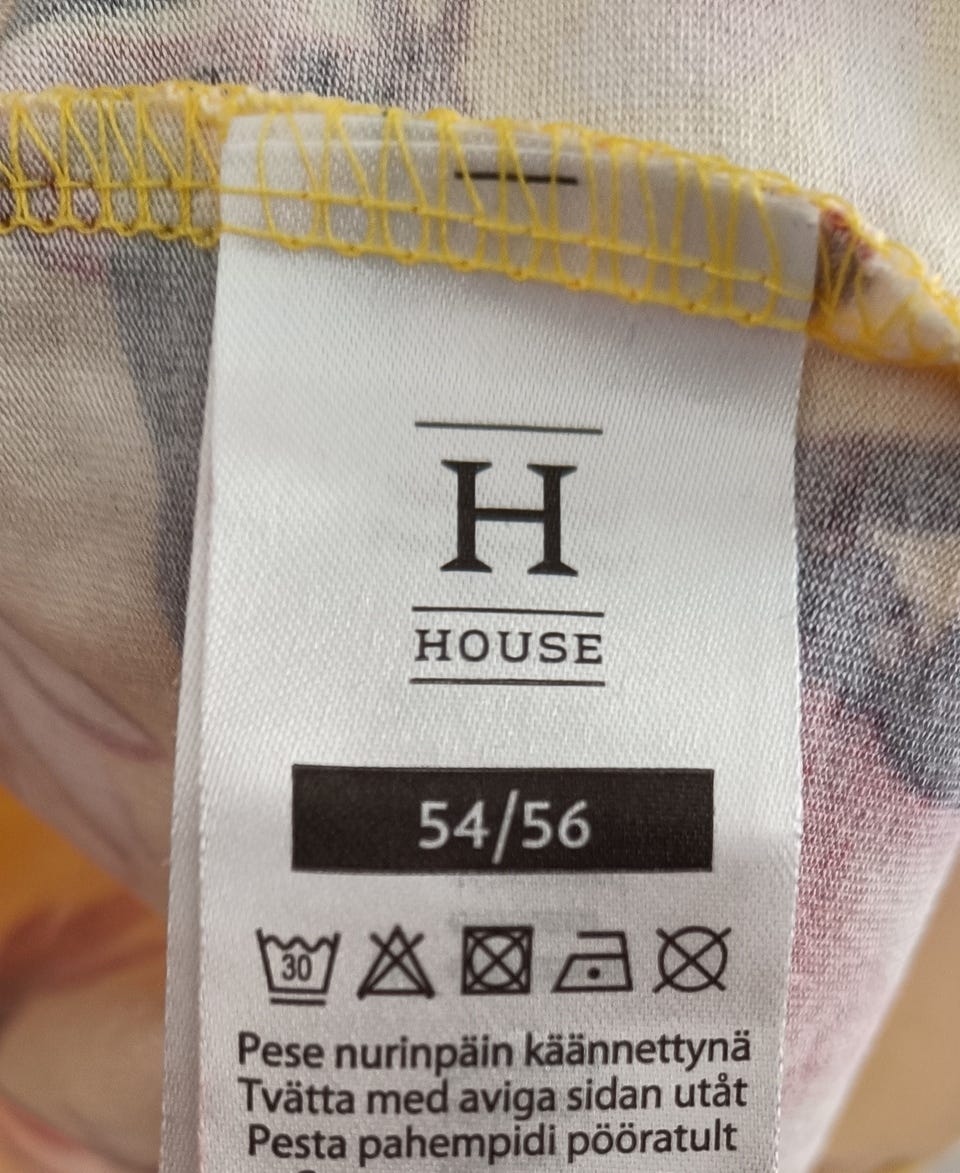 H
HOUSE
54/56
30
Pese nurinpäin käännettynä
Tvätta med aviga sidan utåt
Pesta pahempidi pööratult